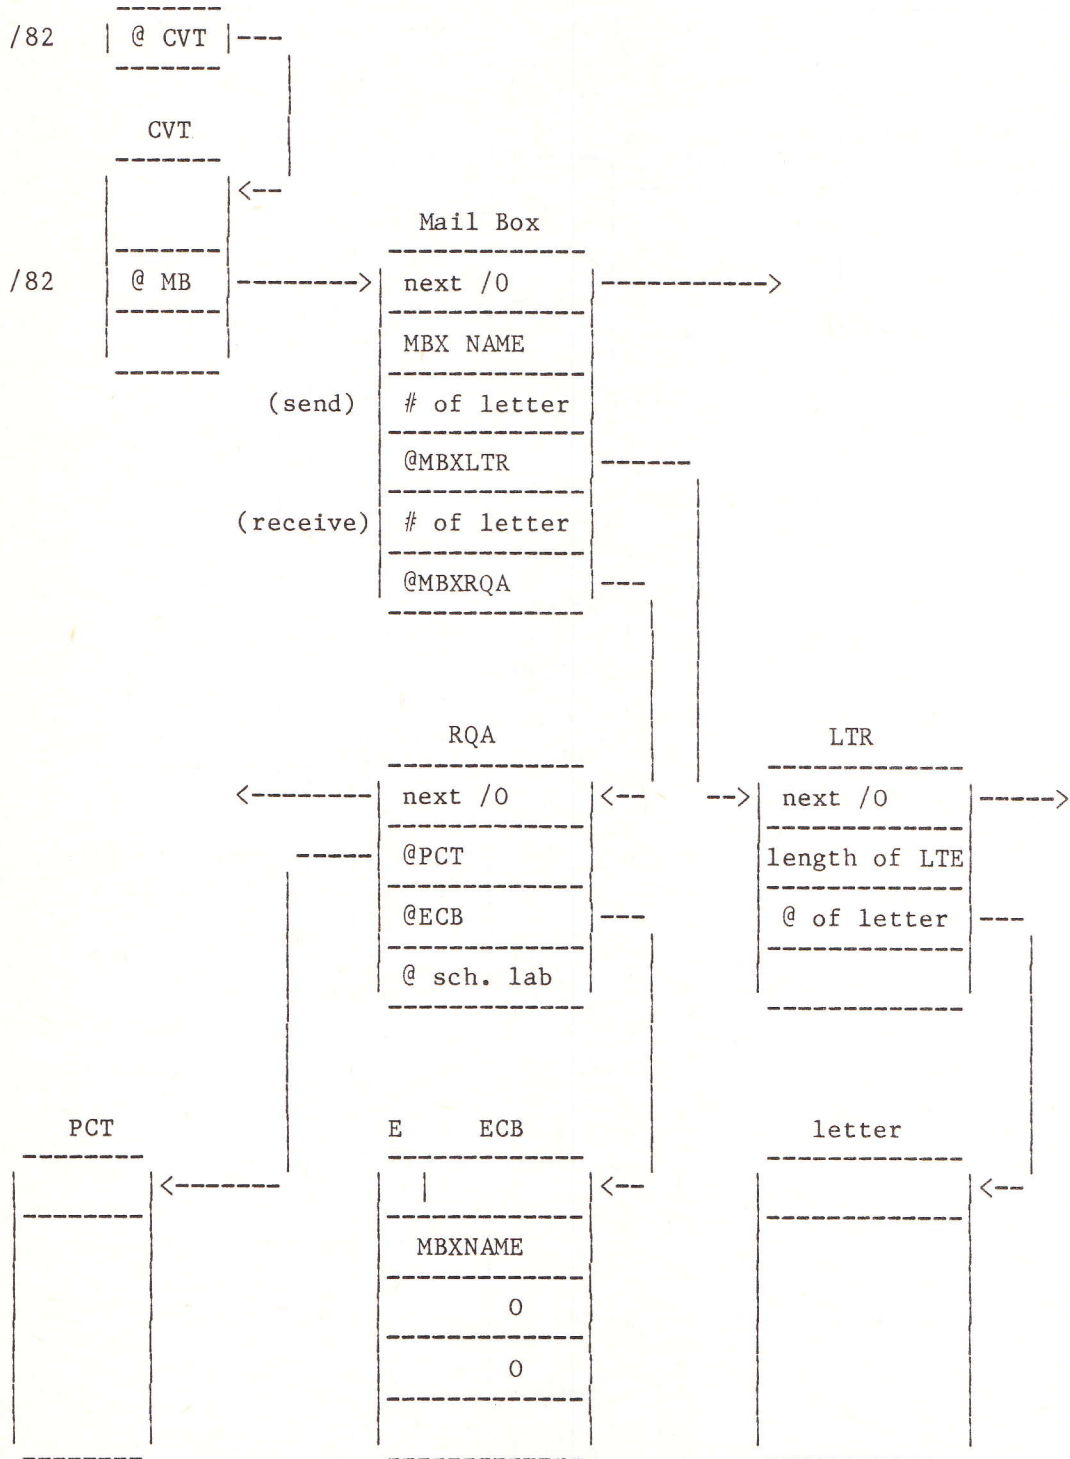 /82 @ CVT
CVT
Mail Box
/82 @ MB next /0
MBX NAME
(send) # of letter
@MBXLTR
(receive) # of letter
@MBXRQA
RQA LTR
next /0 next /0
@PCT length of LTE
@ECB @ of letter
@ sch. lab
PCT E ECB letter
MBXNAME
0
0